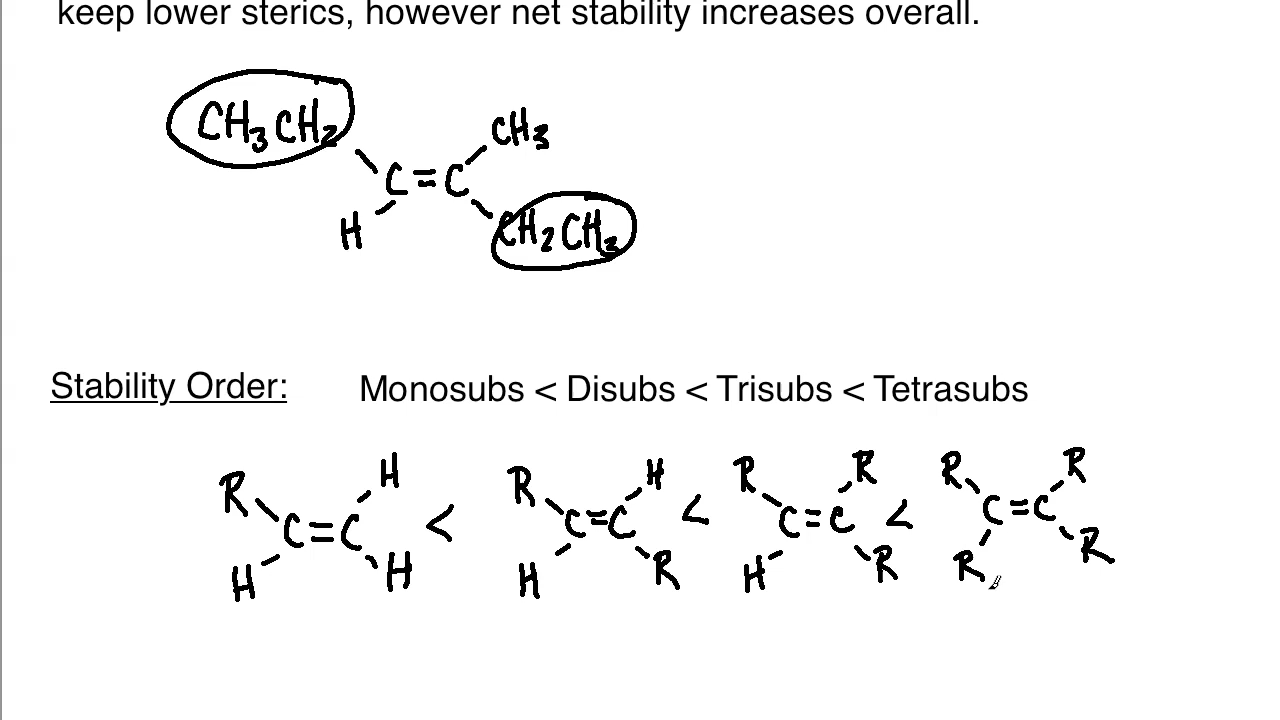 keep lower sterics, however net stability increases overall.
CH₃CH₂ CH₃
C=C
H CH₂CH₃
Stability Order: Monosubs < Disubs < Trisubs < Tetrasubs
R H R H R R R R
C=C < C=C < C=C < C=C
H H H R H R R R